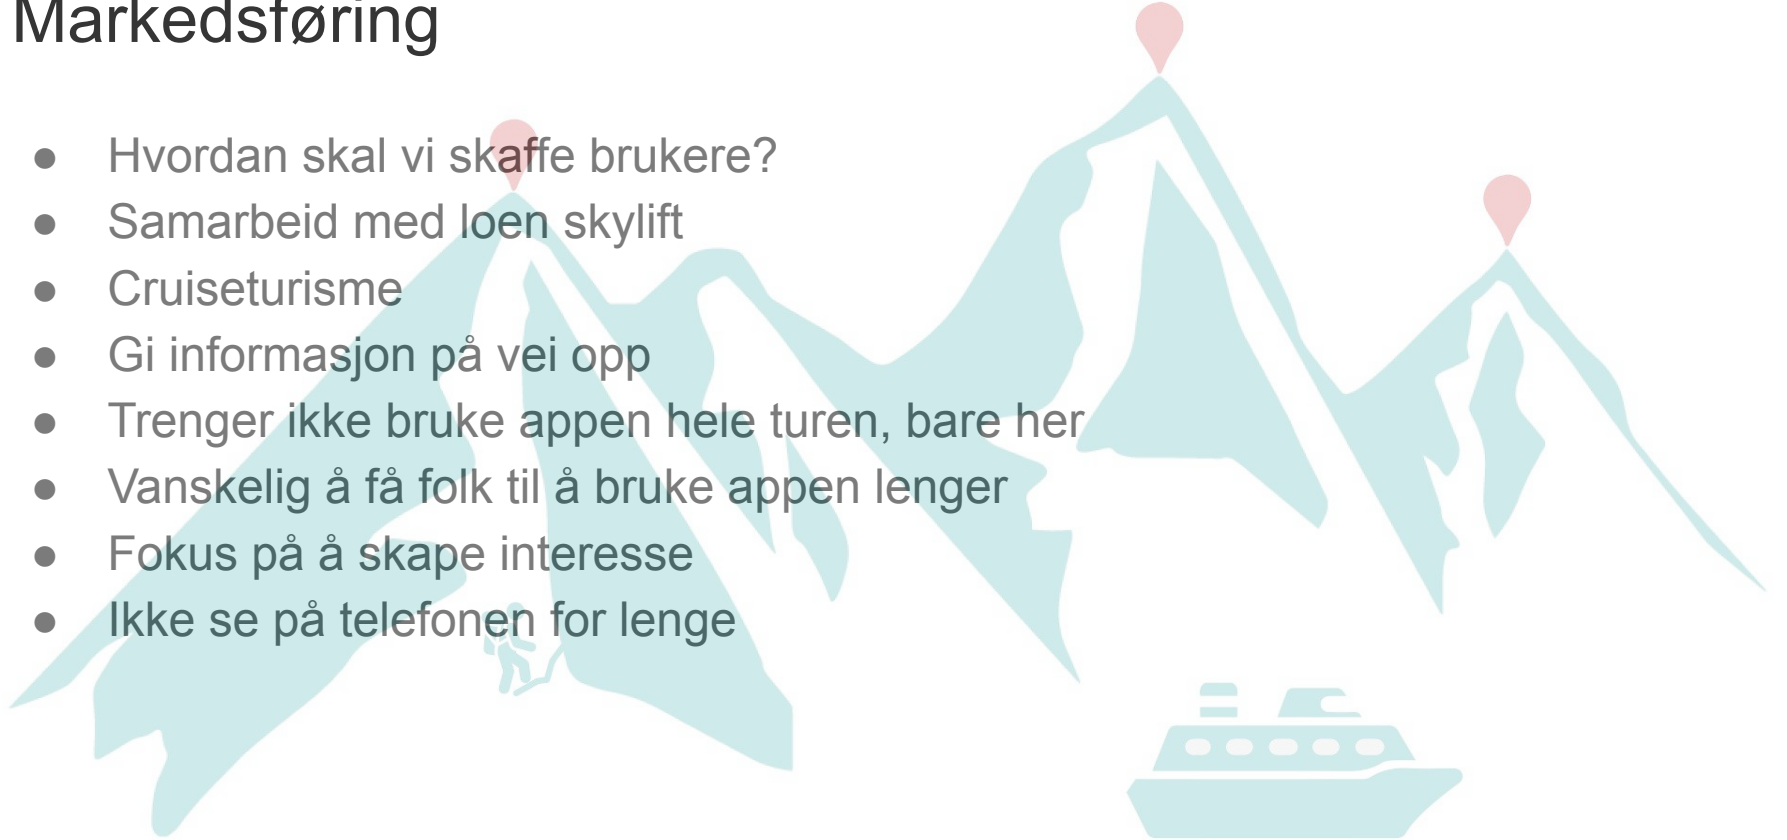 Markedsføring
● Hvordan skal vi skaffe brukere?
● Samarbeid med loen skylift
● Cruiseturisme
● Gi informasjon på vei opp
● Trenger ikke bruke appen hele turen, bare her
● Vanskelig å få folk til å bruke appen lenger
● Fokus på å skape interesse
● Ikke se på telefonen for lenge